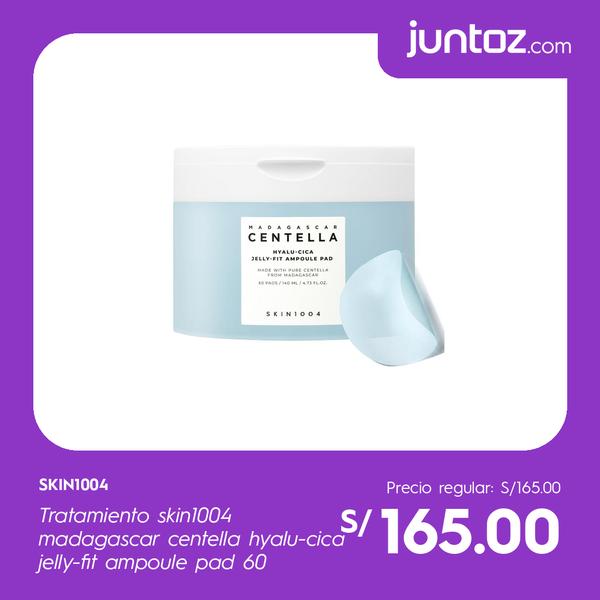 juntoz.com
MADAGASCAR
CENTELLA
HYALU-CICA
JELLY-FIT AMPOULE PAD
MADE WITH PURE CENTELLA
FROM MADAGASCAR
60 PADS / 140 ML / 4.73 FL.OZ.
SKIN1004
SKIN1004
Precio regular: S/165.00
Tratamiento skin1004
madagascar centella hyalu-cica
jelly-fit ampoule pad 60
S/ 165.00